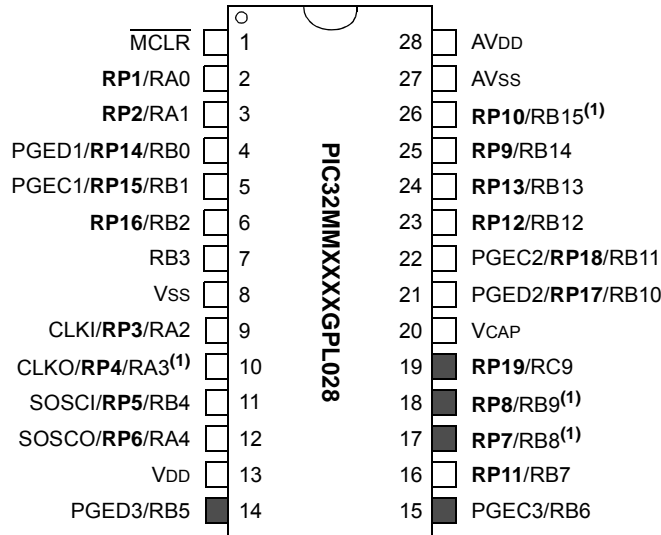 MCLR 1 28 AVDD
RP1/RA0 2 27 AVSS
RP2/RA1 3 26 RP10/RB15(1)
PGED1/RP14/RB0 4 25 RP9/RB14
PGEC1/RP15/RB1 5 24 RP13/RB13
RP16/RB2 6 23 RP12/RB12
RB3 7 22 PGEC2/RP18/RB11
VSS 8 21 PGED2/RP17/RB10
CLKI/RP3/RA2 9 20 VCAP
CLKO/RP4/RA3(1) 10 19 RP19/RC9
SOSCI/RP5/RB4 11 18 RP8/RB9(1)
SOSCO/RP6/RA4 12 17 RP7/RB8(1)
VDD 13 16 RP11/RB7
PGED3/RB5 14 15 PGEC3/RB6
PIC32MMXXXXGPL028